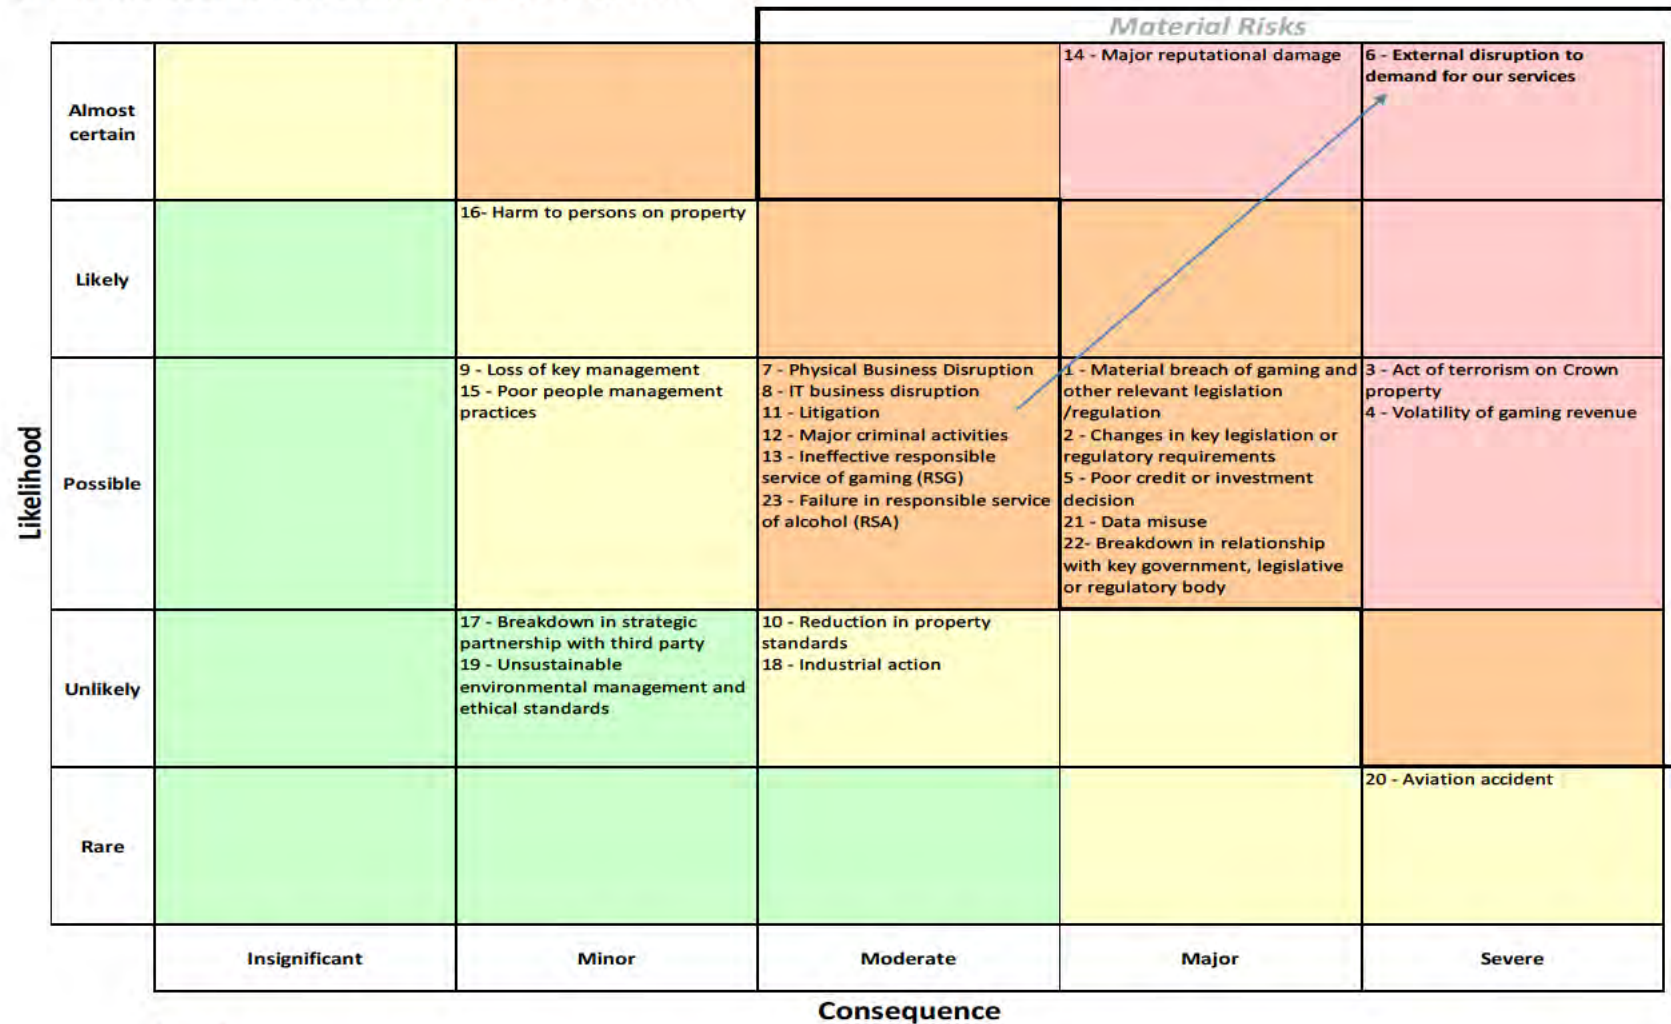 Material Risks
14 - Major reputational damage
6 - External disruption to
demand for our services
Almost
certain
16- Harm to persons on property
Likely
9 - Loss of key management
15 - Poor people management
practices
7 - Physical Business Disruption
8 - IT business disruption
11 - Litigation
12 - Major criminal activities
13 - Ineffective responsible
service of gaming (RSG)
23 - Failure in responsible service
of alcohol (RSA)
1 - Material breach of gaming and
other relevant legislation
/regulation
2 - Changes in key legislation or
regulatory requirements
5 - Poor credit or investment
decision
21 - Data misuse
22- Breakdown in relationship
with key government, legislative
or regulatory body
3 - Act of terrorism on Crown
property
4 - Volatility of gaming revenue
Possible
Likelihood
17 - Breakdown in strategic
partnership with third party
19 - Unsustainable
environmental management and
ethical standards
10 - Reduction in property
standards
18 - Industrial action
Unlikely
20 - Aviation accident
Rare
Insignificant
Minor
Moderate
Major
Severe
Consequence